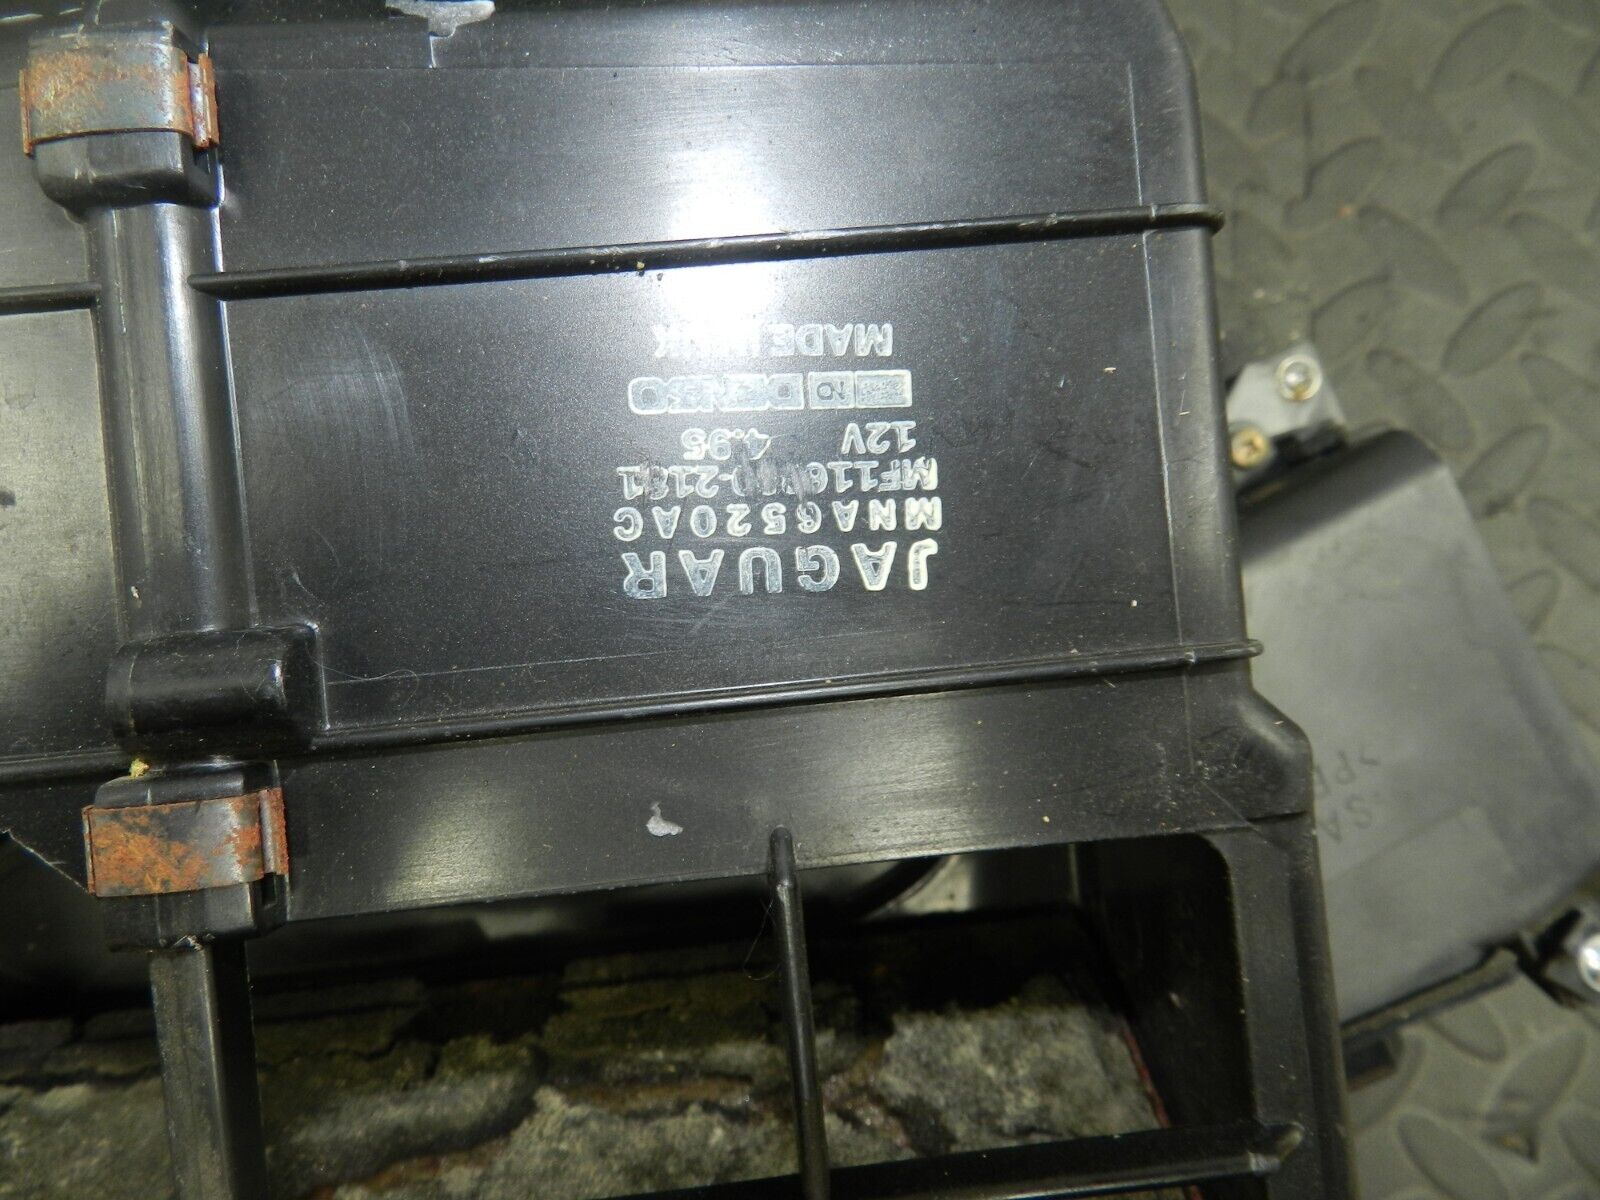 JAGUAR
MNA6520AC
12V 4.95
DENSO
MADE